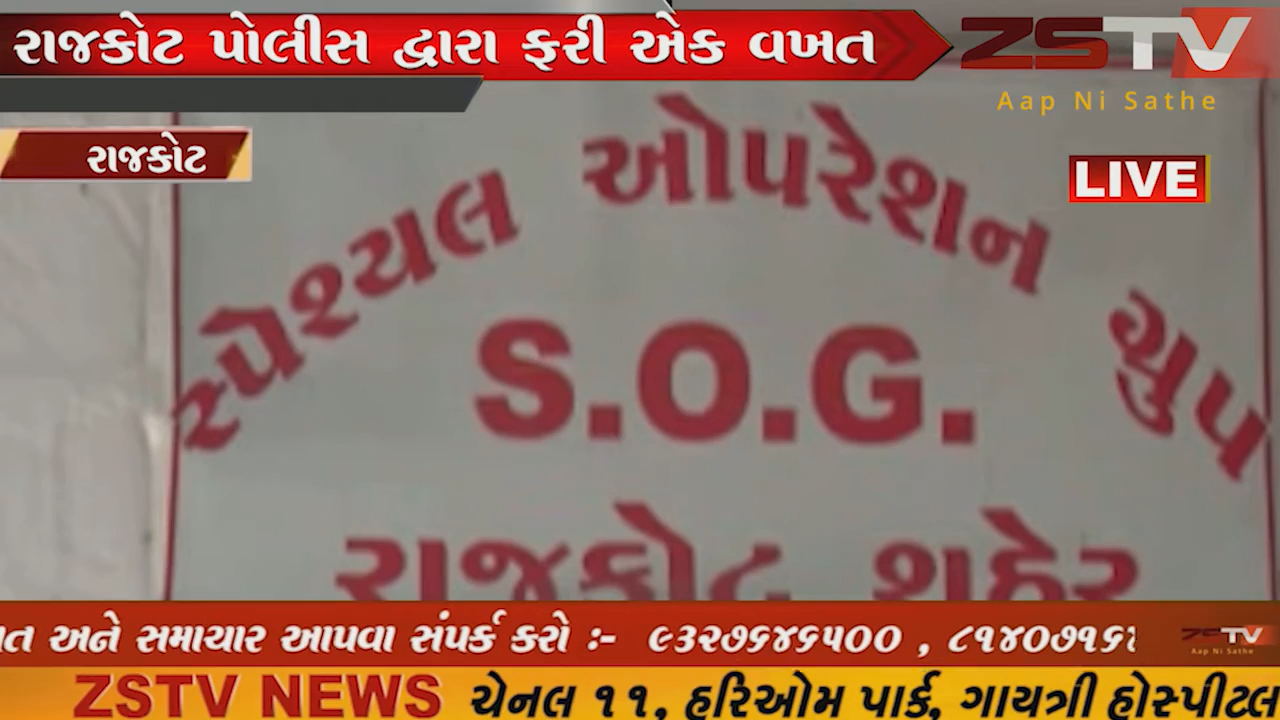 રાજકોટ પોલીસ દ્વારા ફરી એક વખત
ZSTV
Aap Ni Sathe
રાજકોટ
LIVE
સ્પેશ્યલ ઓપરેશન ગ્રુપ
S.O.G.
રાજકોટ શહેર
અને સમાચાર આપવા સંપર્ક કરો :- ૯૩૨૭૬૪૬૫૦૦ ,
ZSTV
Aap Ni Sathe
ZSTV NEWS ચેનલ ૧૧, હરિઓમ પાર્ક, ગાયત્રી હોસ્પીટલ